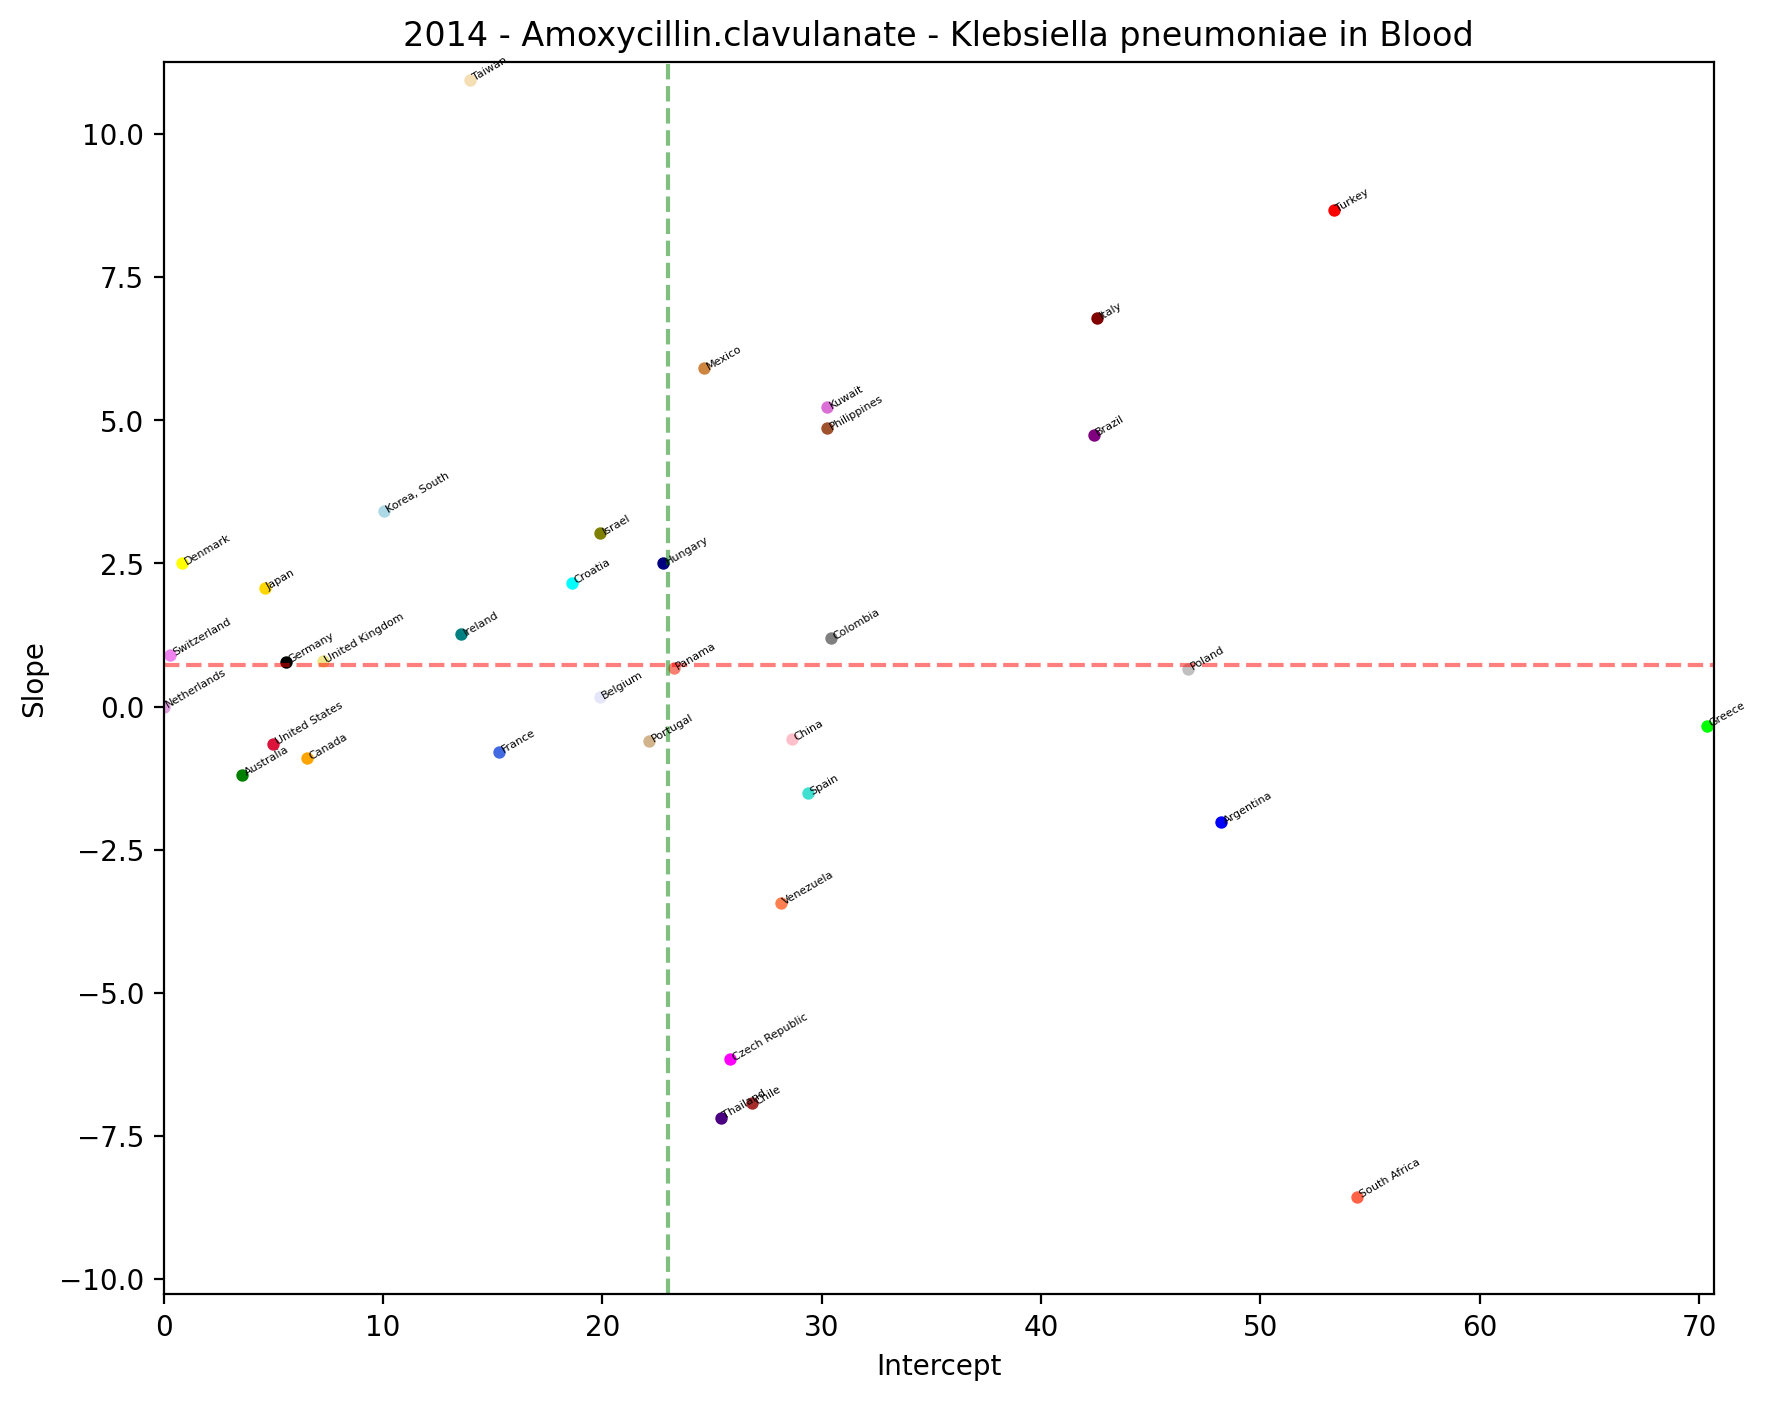 2014 - Amoxycillin.clavulanate - Klebsiella pneumoniae in Blood
Taiwan
10.0
Turkey
7.5
Italy
Mexico
Kuwait
Philippines
5.0
Brazil
Korea, South
Israel
Denmark
Hungary
2.5
Japan
Croatia
Ireland
Colombia
Switzerland
Germany
United Kingdom
Panama
Poland
Slope
Netherlands
Belgium
0.0
United States
Portugal
China
Greece
Australia
Canada
France
Spain
Argentina
−2.5
Venezuela
−5.0
Czech Republic
Thailand
Chile
−7.5
South Africa
−10.0
0 10 20 30 40 50 60 70
Intercept